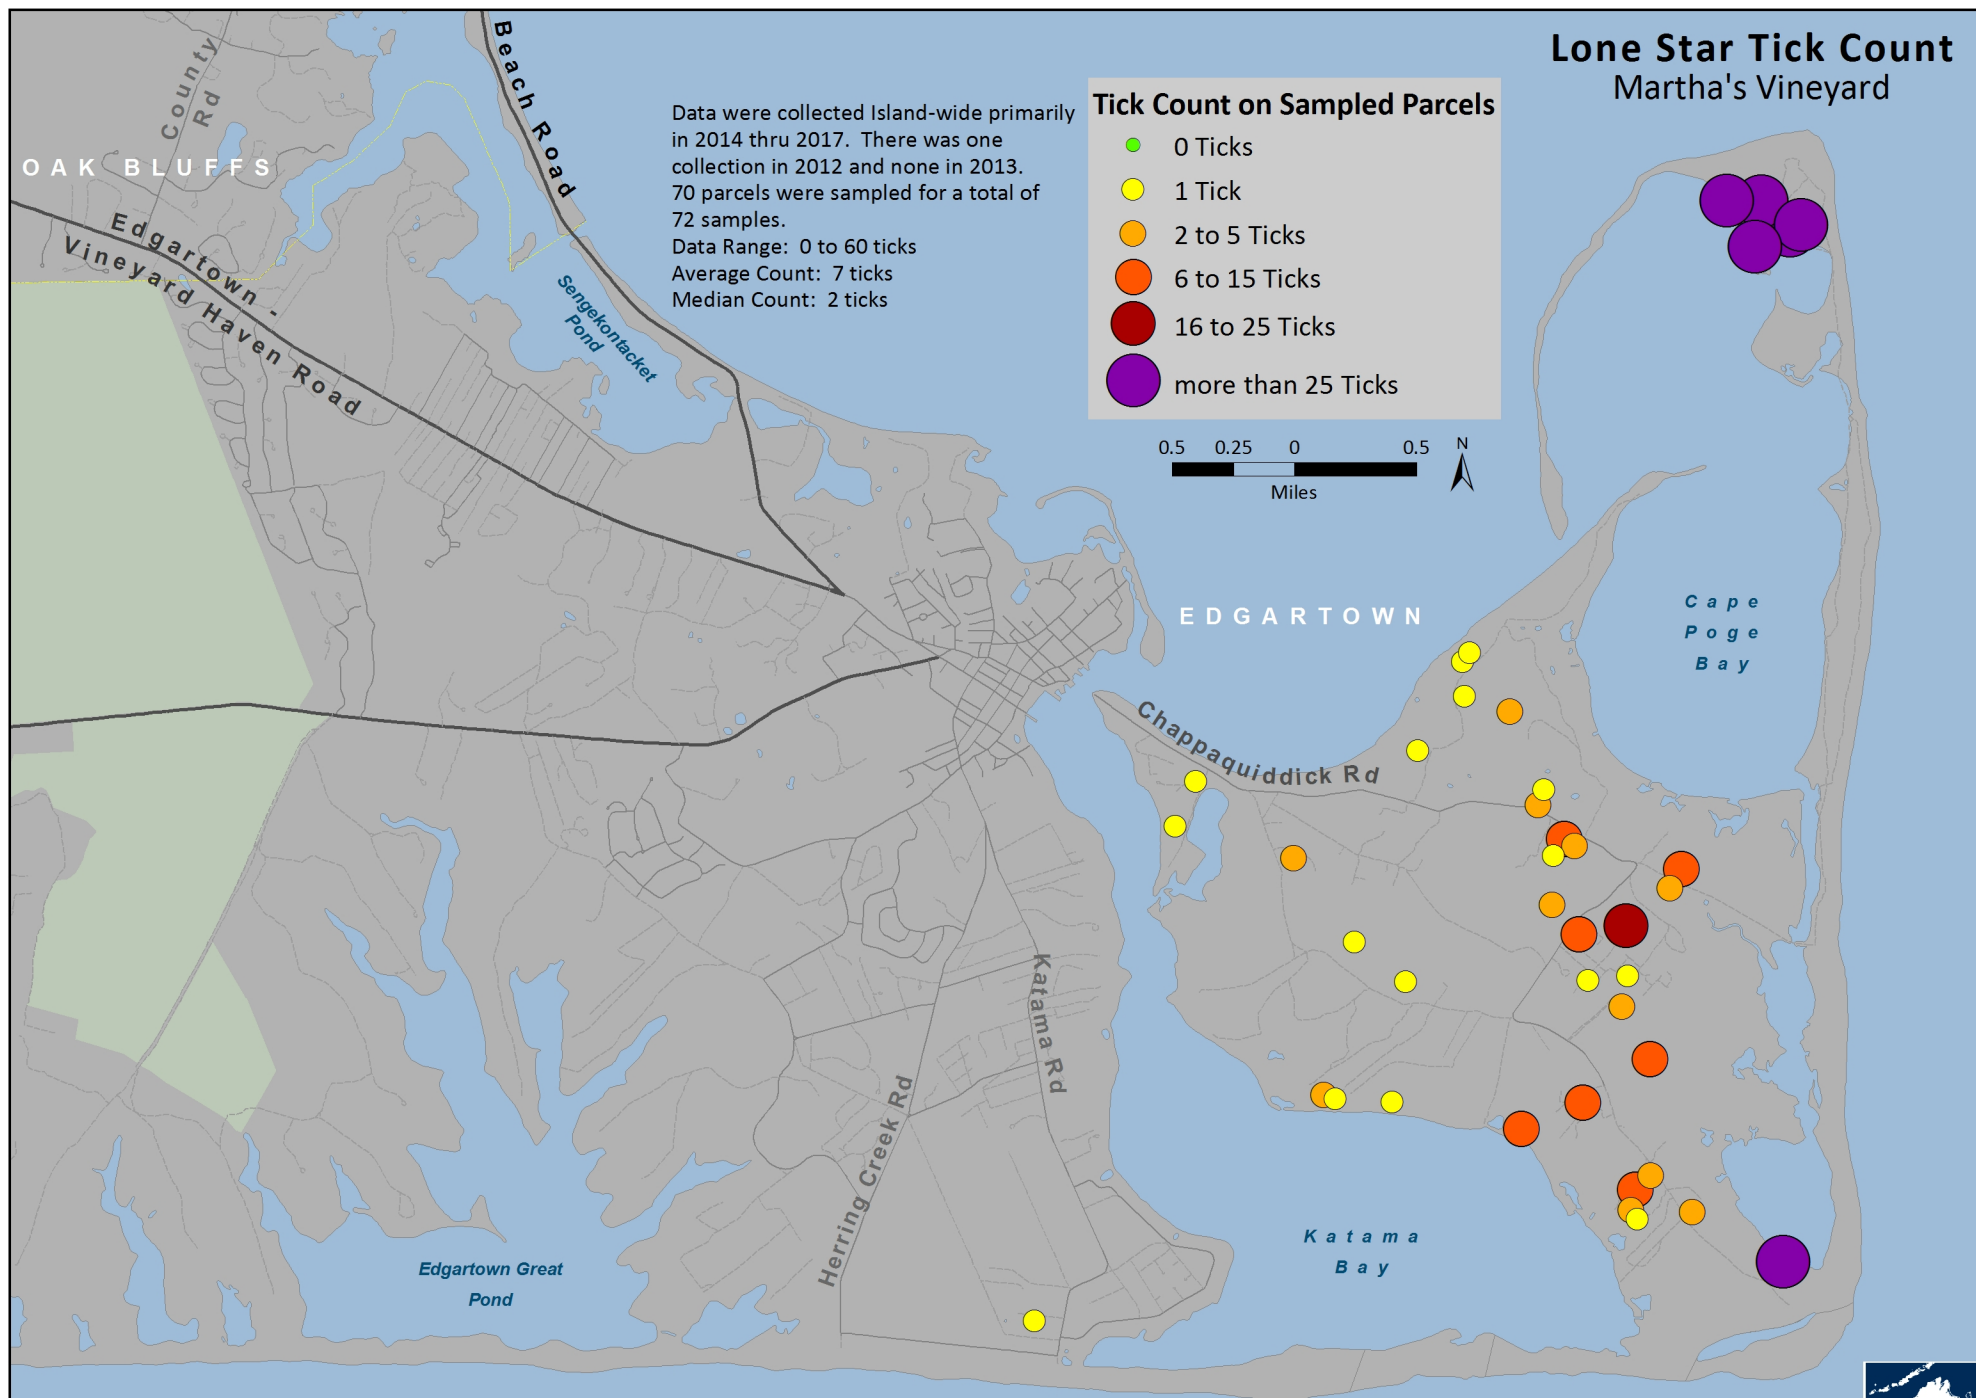 Lone Star Tick Count
Martha's Vineyard
Data were collected Island-wide primarily
in 2014 thru 2017.  There was one
collection in 2012 and none in 2013.
70 parcels were sampled for a total of
72 samples.
Data Range:  0 to 60 ticks
Average Count:  7 ticks
Median Count:  2 ticks
Tick Count on Sampled Parcels
0 Ticks
1 Tick
2 to 5 Ticks
6 to 15 Ticks
16 to 25 Ticks
more than 25 Ticks
0.5 0.25 0 0.5
Miles
N
County
Rd
Beach Road
OAK BLUFFS
Edgartown -
Vineyard Haven Road
Sengekontacket
Pond
EDGARTOWN
Cape
Poge
Bay
Chappaquiddick Rd
Katama Rd
Herring Creek Rd
Katama
Bay
Edgartown Great
Pond